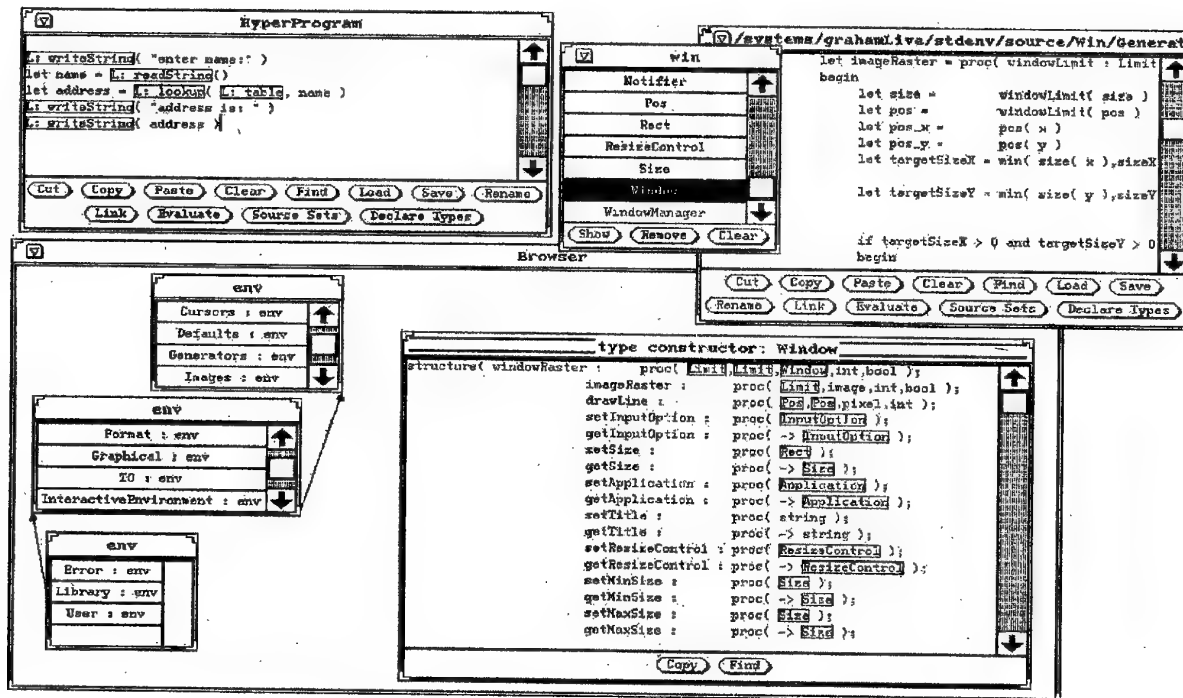 HyperProgram
L: writeString( "enter name:" )
let name = L: readString()
let address = L: lookup( L: table, name )
L: writeString( "address is: " )
L: writeString( address )
Cut Copy Paste Clear Find Load Save Rename
Link Evaluate Source Sets Declare Types
win
Notifier
Pos
Rect
ResizeControl
Size
Window
WindowManager
Show Remove Clear
/systems/grahamLive/stdenv/source/Win/Generat
let imageRaster = proc( windowLimit : Limit
begin
let size = windowLimit( size )
let pos = windowLimit( pos )
let pos_x = pos( x )
let pos_y = pos( y )
let targetSizeX = min( size( x ),sizeX
let targetSizeY = min( size( y ),sizeY
if targetSizeX > 0 and targetSizeY > 0
begin
Cut Copy Paste Clear Find Load Save
Rename Link Evaluate Source Sets Declare Types
Browser
env
Cursors : env
Defaults : env
Generators : env
Images : env
env
Format : env
Graphical : env
IO : env
InteractiveEnvironment : env
env
Error : env
Library : env
User : env
type constructor: Window
structure( windowRaster : proc( Limit,Limit,Window,int,bool );
imageRaster : proc( Limit,image,int,bool );
drawLine : proc( Pos,Pos,pixel,int );
setInputOption : proc( InputOption );
getInputOption : proc( -> InputOption );
setSize : proc( Rect );
getSize : proc( -> Size );
setApplication : proc( Application );
getApplication : proc( -> Application );
setTitle : proc( string );
getTitle : proc( -> string );
setResizeControl : proc( ResizeControl );
getResizeControl : proc( -> ResizeControl );
setMinSize : proc( Size );
getMinSize : proc( -> Size );
setMaxSize : proc( Size );
getMaxSize : proc( -> Size );
Copy Find